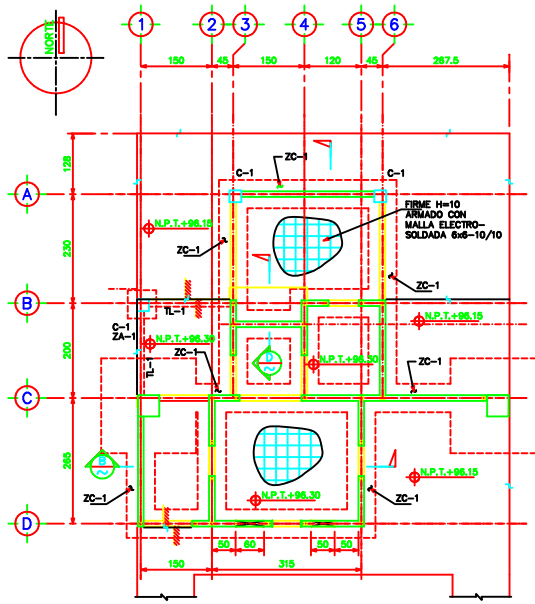 NORTE
1 2 3 4 5 6
150 45 150 120 45 267.5
128
ZC-1
C-1 C-1
A
FIRME H=10
ARMADO CON
MALLA ELECTRO-
SOLDADA 6x6-10/10
N.P.T.+96.15
230
ZC-1
ZC-1
B
TL-1
N.P.T.+96.15
C-1
ZA-1
N.P.T.+96.30
200
ZC-1
N.P.T.+96.30
TL-1
ZC-1
C
265
N.P.T.+96.15
ZC-1
N.P.T.+96.30
ZC-1
D
50 60 50 50
150 315